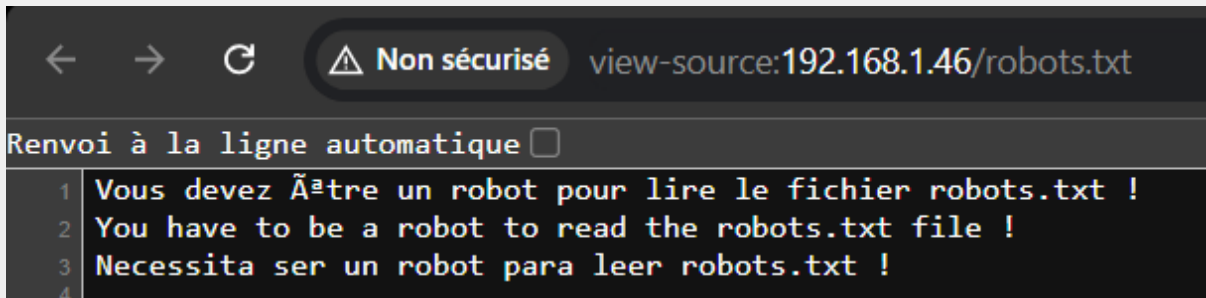 Non sécurisé view-source:192.168.1.46/robots.txt
Renvoi à la ligne automatique
1 Vous devez Ãªtre un robot pour lire le fichier robots.txt !
2 You have to be a robot to read the robots.txt file !
3 Necessita ser un robot para leer robots.txt !
4